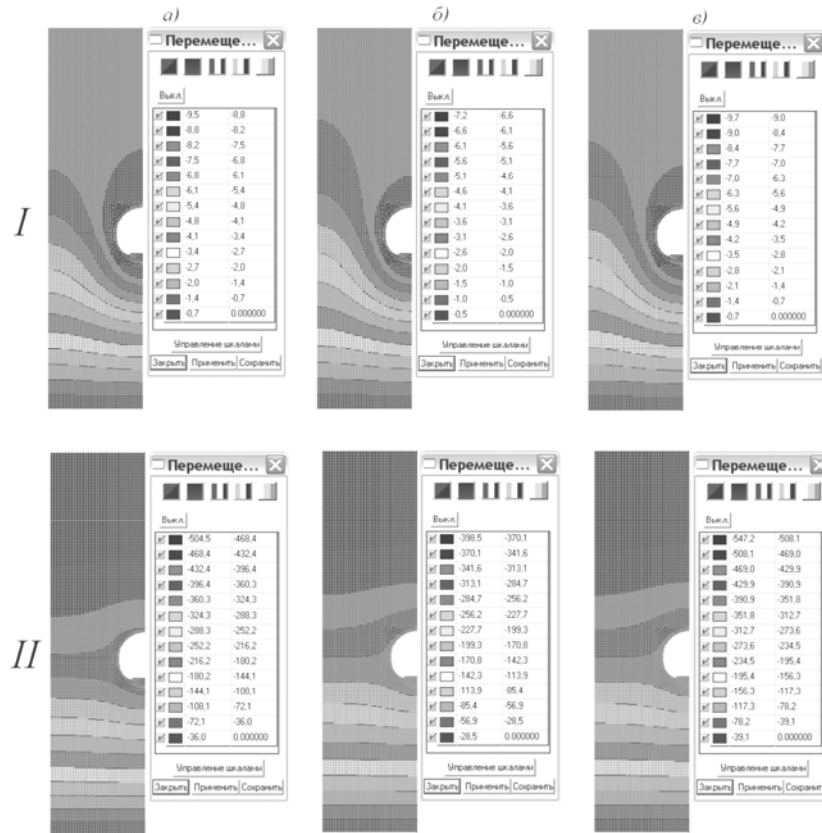 а)
б)
в)
I
Перемеще...
Выкл.
-9,5 -8,8
-8,8 -8,2
-8,2 -7,5
-7,5 -6,8
-6,8 -6,1
-6,1 -5,4
-5,4 -4,8
-4,8 -4,1
-4,1 -3,4
-3,4 -2,7
-2,7 -2,0
-2,0 -1,4
-1,4 -0,7
-0,7 0.000000
Управление шкалами
Закрыть Применить Сохранить
Перемеще...
Выкл.
-7,2 -6,6
-6,6 -6,1
-6,1 -5,6
-5,6 -5,1
-5,1 -4,6
-4,6 -4,1
-4,1 -3,6
-3,6 -3,1
-3,1 -2,6
-2,6 -2,0
-2,0 -1,5
-1,5 -1,0
-1,0 -0,5
-0,5 0.000000
Управление шкалами
Закрыть Применить Сохранить
Перемеще...
Выкл.
-9,7 -9,0
-9,0 -8,4
-8,4 -7,7
-7,7 -7,0
-7,0 -6,3
-6,3 -5,6
-5,6 -4,9
-4,9 -4,2
-4,2 -3,5
-3,5 -2,8
-2,8 -2,1
-2,1 -1,4
-1,4 -0,7
-0,7 0.000000
Управление шкалами
Закрыть Применить Сохранить
II
Перемеще...
Выкл.
-504,5 -468,4
-468,4 -432,4
-432,4 -396,4
-396,4 -360,3
-360,3 -324,3
-324,3 -288,3
-288,3 -252,2
-252,2 -216,2
-216,2 -180,2
-180,2 -144,1
-144,1 -100,1
-108,1 -72,1
-72,1 -36,0
-36,0 0.000000
Управление шкалами
Закрыть Применить Сохранить
Перемеще...
Выкл.
-398,5 -370,1
-370,1 -341,6
-341,6 -313,1
-313,1 -284,7
-284,7 -256,2
-256,2 -227,7
-227,7 -199,3
-199,3 -170,8
-170,8 -142,3
-142,3 -113,9
-113,9 -85,4
-85,4 -56,9
-56,9 -28,5
-28,5 0.000000
Управление шкалами
Закрыть Применить Сохранить
Перемеще...
Выкл.
-547,2 -508,1
-508,1 -469,0
-469,0 -429,9
-429,9 -390,9
-390,9 -351,8
-351,8 -312,7
-312,7 -273,6
-273,6 -234,5
-234,5 -195,4
-195,4 -156,3
-156,3 -117,3
-117,3 -78,2
-78,2 -39,1
-39,1 0.000000
Управление шкалами
Закрыть Применить Сохранить